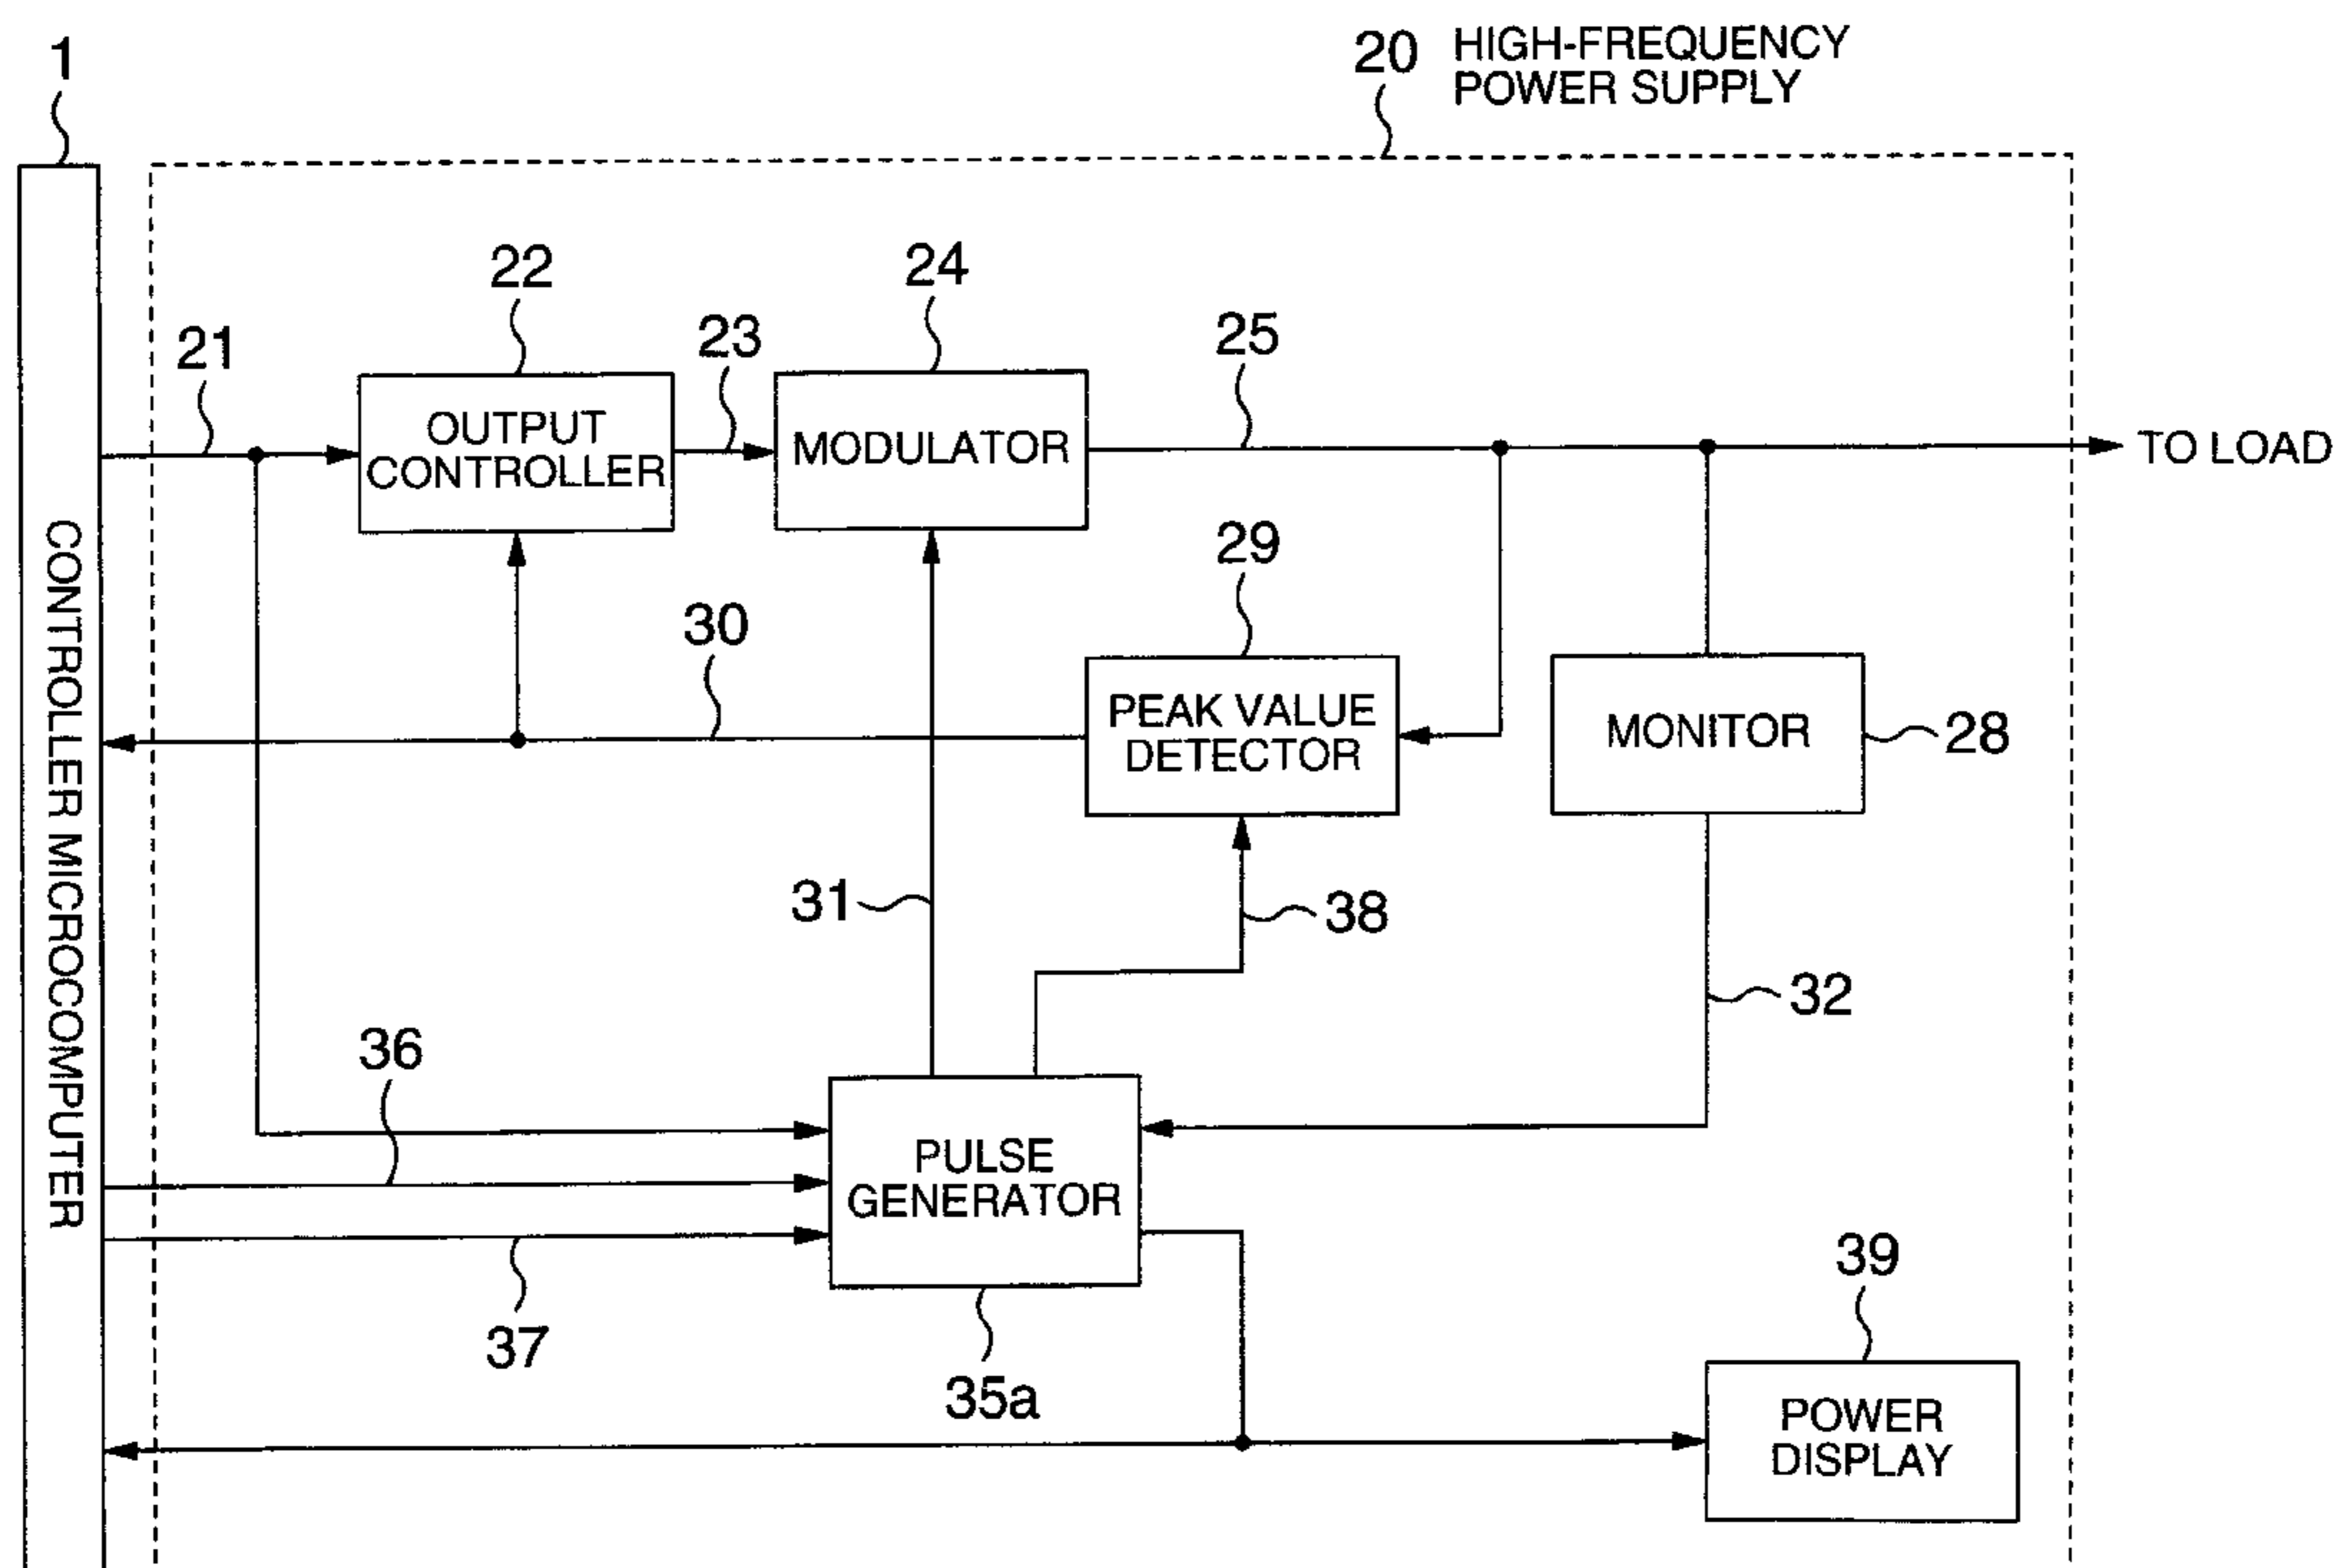 1
20 HIGH-FREQUENCY
POWER SUPPLY
22
24
21
23
25
OUTPUT
CONTROLLER
MODULATOR
TO LOAD
29
30
PEAK VALUE
DETECTOR
MONITOR
28
CONTROLLER MICROCOMPUTER
31
38
32
36
PULSE
GENERATOR
37
35a
39
POWER
DISPLAY